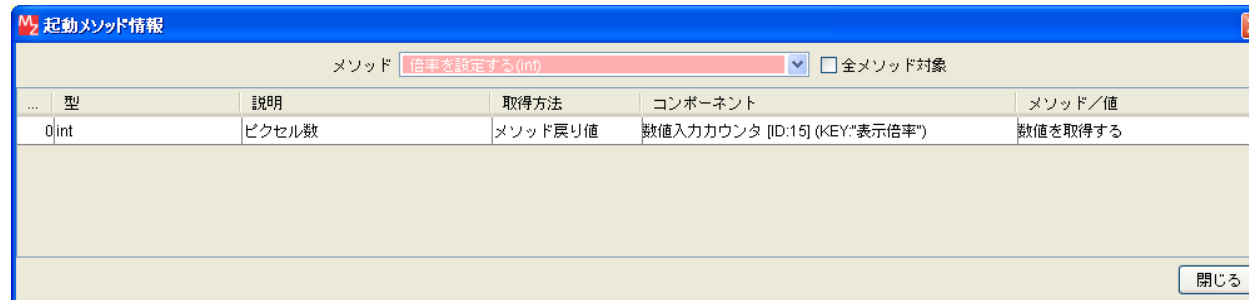 MZ 起動メソッド情報
メソッド 倍率を設定する(int) 全メソッド対象
... 型 説明 取得方法 コンポーネント メソッド／値
0 int ピクセル数 メソッド戻り値 数値入力カウンタ [ID:15] (KEY:"表示倍率") 数値を取得する
閉じる